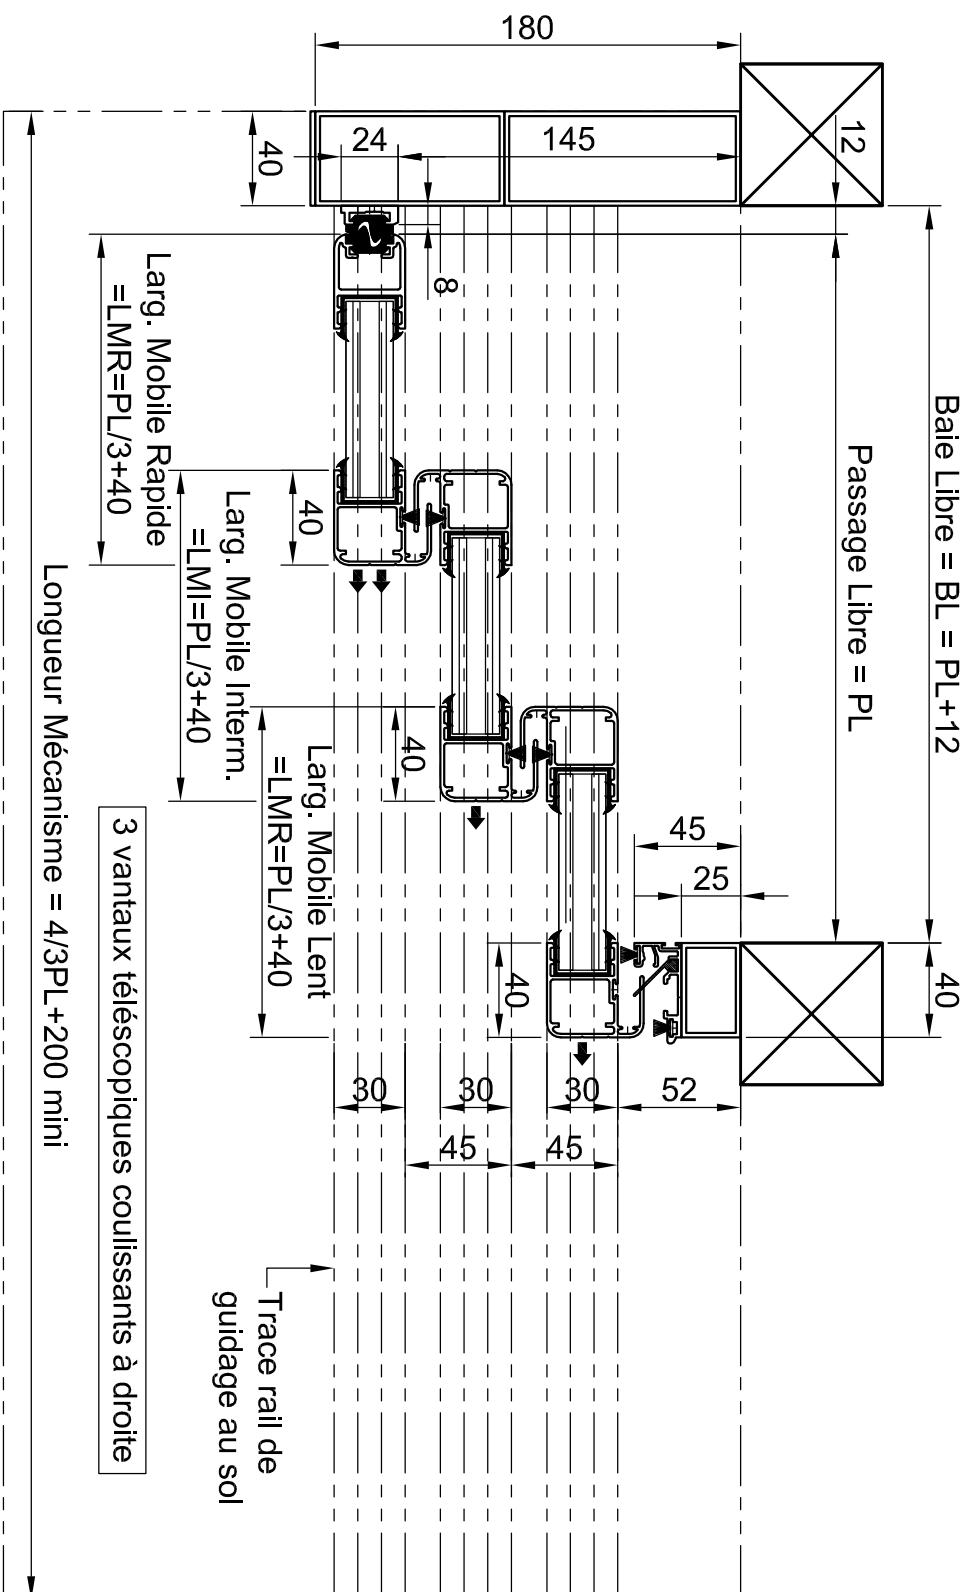 180
12
40
24
145
8
Baie Libre = BL = PL+12
Passage Libre = PL
Larg. Mobile Rapide
=LMR=PL/3+40
40
Larg. Mobile Interm.
=LMI=PL/3+40
40
Larg. Mobile Lent
=LMR=PL/3+40
45
25
40
40
30
30
30
52
45
45
Trace rail de
guidage au sol
3 vantaux téléscopiques coulissants à droite
Longueur Mécanisme = 4/3PL+200 mini